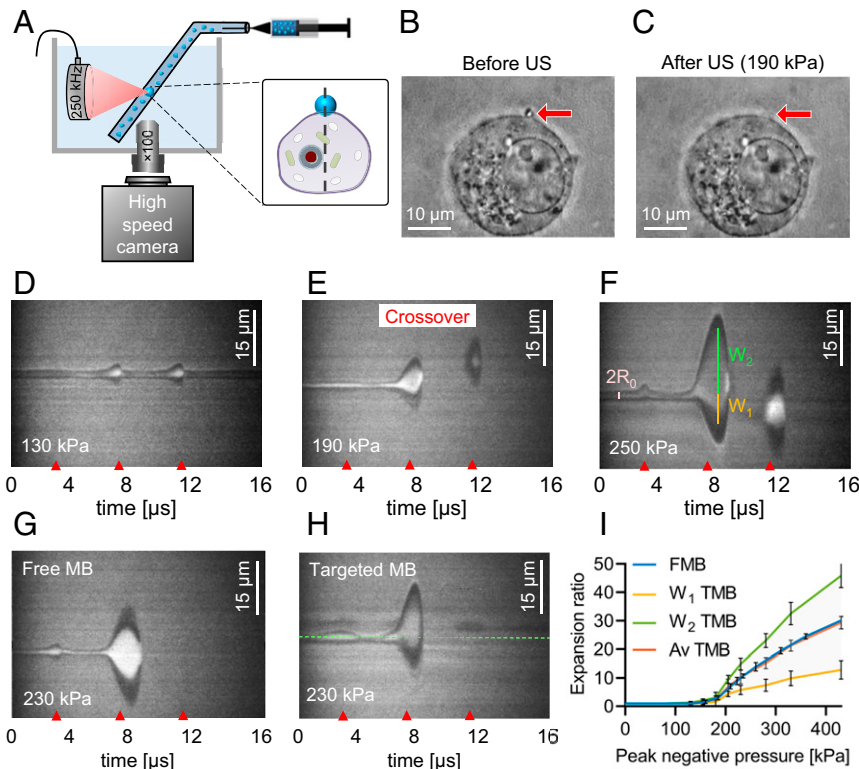 A
250 kHz
×100
High
speed
camera
B
Before US
10 µm
C
After US (190 kPa)
10 µm
D
15 µm
130 kPa
0 4 8 12 16
time [µs]
E
Crossover
15 µm
190 kPa
0 4 8 12 16
time [µs]
F
15 µm
2R0
W2
W1
250 kPa
0 4 8 12 16
time [µs]
G
Free MB
15 µm
230 kPa
0 4 8 12 16
time [µs]
H
Targeted MB
15 µm
230 kPa
0 4 8 12 16
time [µs]
I
Expansion ratio
50
40
30
20
10
0
FMB
W1 TMB
W2 TMB
Av TMB
0 100 200 300 400
Peak negative pressure [kPa]